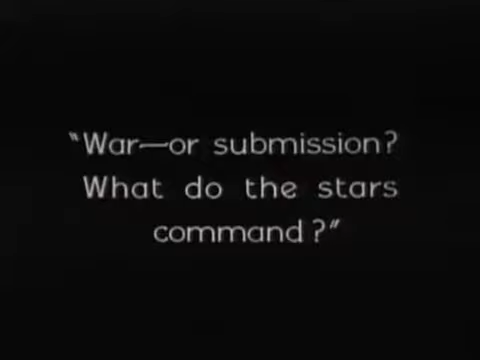 "War—or submission?
What do the stars
command?"